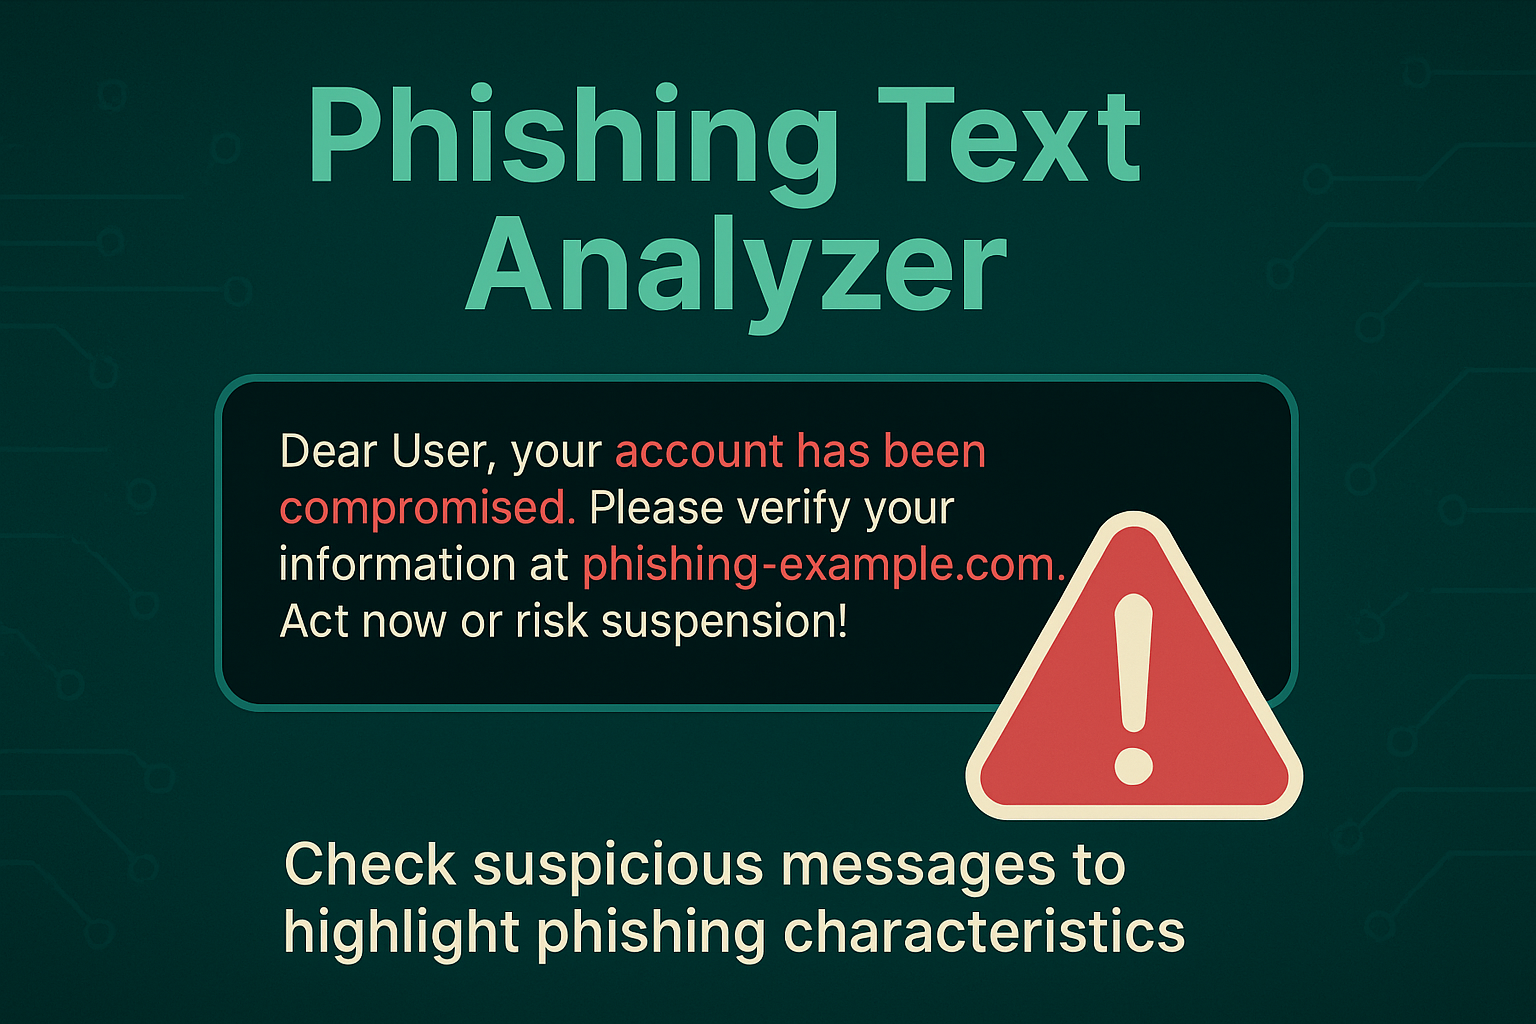 Phishing Text
Analyzer
Dear User, your account has been
compromised. Please verify your
information at phishing-example.com.
Act now or risk suspension!
Check suspicious messages to
highlight phishing characteristics